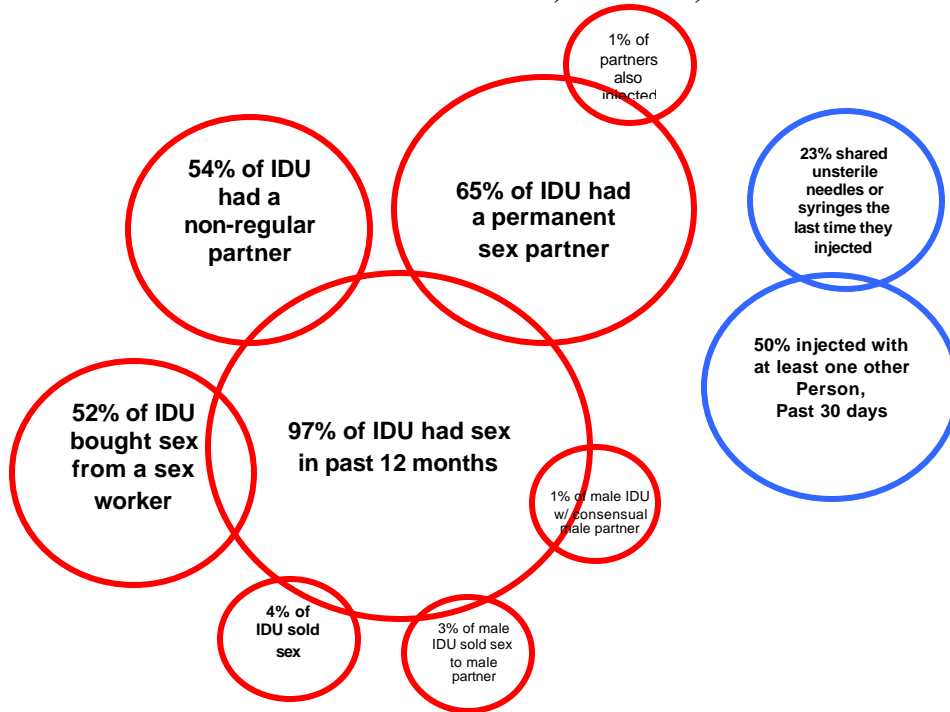 1% of
partners
also
injected
54% of IDU
had a
non-regular
partner
65% of IDU had
a permanent
sex partner
23% shared
unsterile
needles or
syringes the
last time they
injected
50% injected with
at least one other
Person,
Past 30 days
52% of IDU
bought sex
from a sex
worker
97% of IDU had sex
in past 12 months
1% of male IDU
w/ consensual
male partner
4% of
IDU sold
sex
3% of male
IDU sold sex
to male
partner